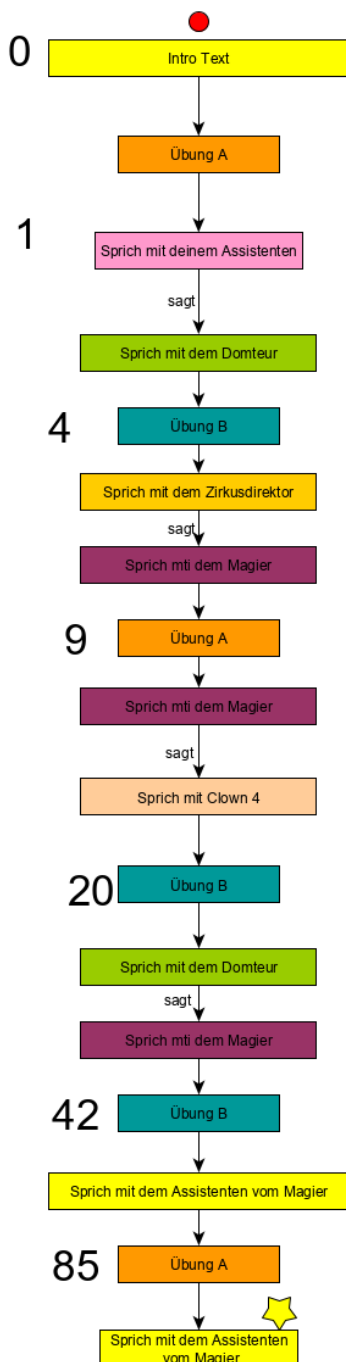 0
Intro Text
Übung A
1
Sprich mit deinem Assistenten
sagt
Sprich mit dem Domteur
4
Übung B
Sprich mit dem Zirkusdirektor
sagt
Sprich mti dem Magier
9
Übung A
Sprich mti dem Magier
sagt
Sprich mit Clown 4
20
Übung B
Sprich mit dem Domteur
sagt
Sprich mti dem Magier
42
Übung B
Sprich mit dem Assistenten vom Magier
85
Übung A
Sprich mit dem Assistenten
vom Magier